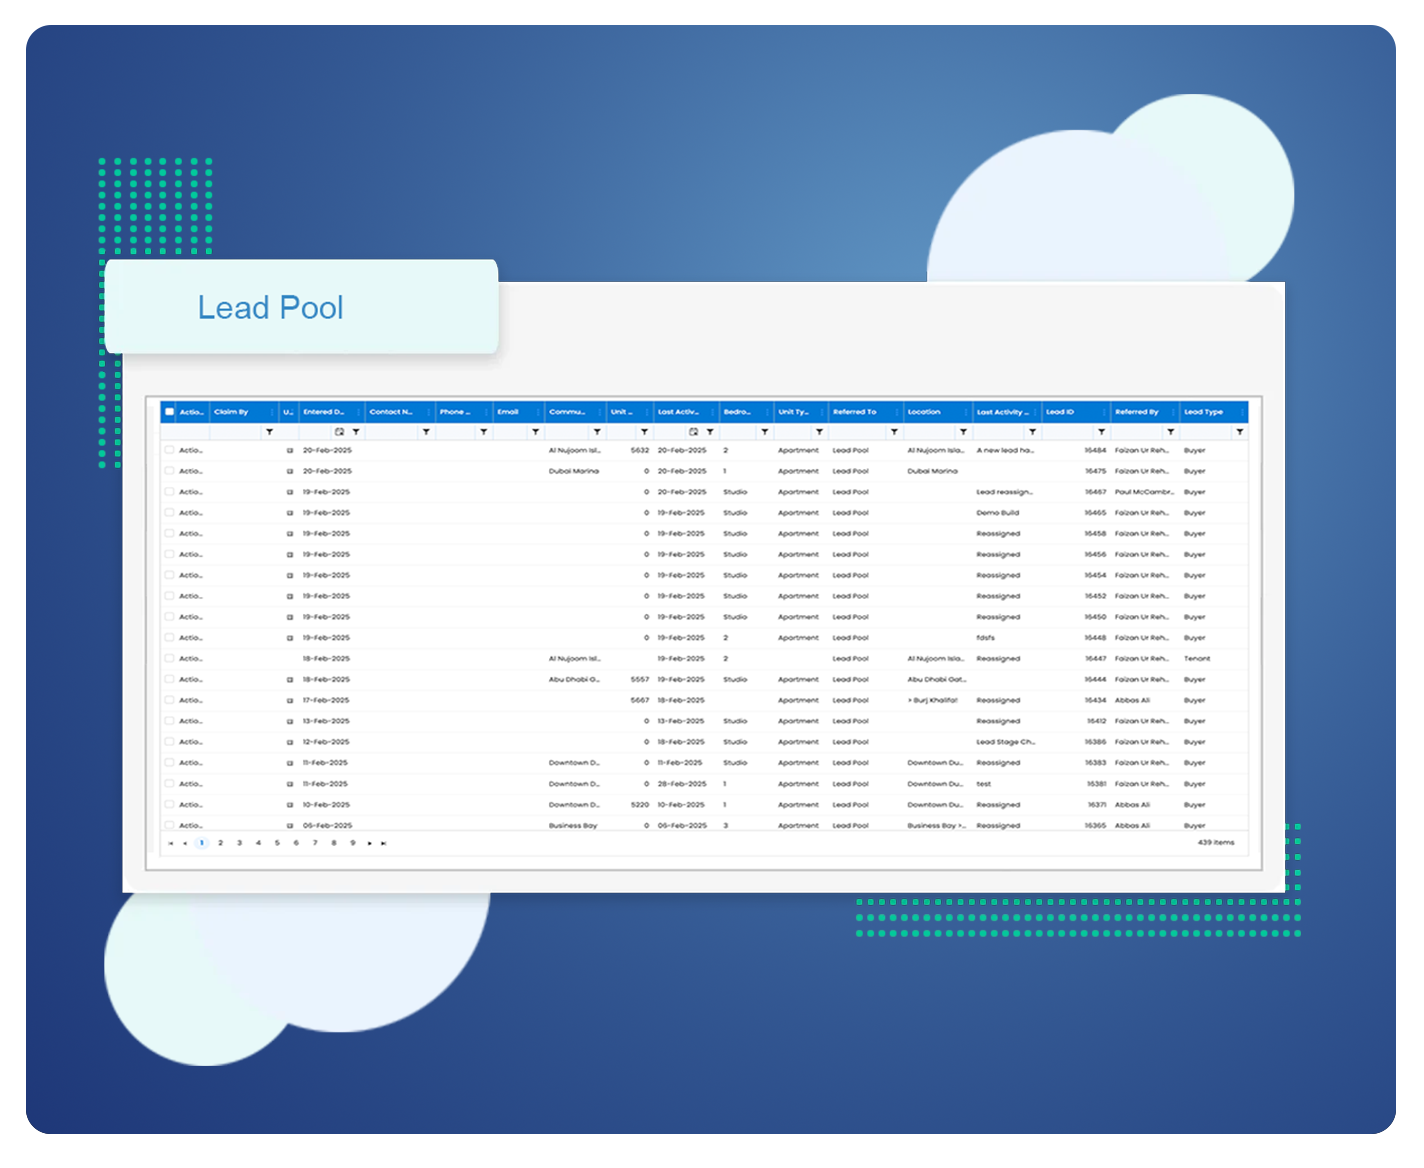 Lead Pool
Actio... Claim By U... Entered D... Contact N... Phone ... Email Commu... Unit ... Last Activ... Bedro... Unit Ty... Referred To Location Last Activity ... Lead ID Referred By Lead Type
Actio... 20-Feb-2025 Al Nujoom Isl... 5632 20-Feb-2025 2 Apartment Lead Pool Al Nujoom Isla... A new lead ha... 16484 Faizan Ur Reh... Buyer
Actio... 20-Feb-2025 Dubai Marina 0 20-Feb-2025 1 Apartment Lead Pool Dubai Marina 16475 Faizan Ur Reh... Buyer
Actio... 19-Feb-2025 0 20-Feb-2025 Studio Apartment Lead Pool Lead reassign... 16467 Paul McCambr... Buyer
Actio... 19-Feb-2025 0 19-Feb-2025 Studio Apartment Lead Pool Demo Build 16465 Faizan Ur Reh... Buyer
Actio... 19-Feb-2025 0 19-Feb-2025 Studio Apartment Lead Pool Reassigned 16458 Faizan Ur Reh... Buyer
Actio... 19-Feb-2025 0 19-Feb-2025 Studio Apartment Lead Pool Reassigned 16456 Faizan Ur Reh... Buyer
Actio... 19-Feb-2025 0 19-Feb-2025 Studio Apartment Lead Pool Reassigned 16454 Faizan Ur Reh... Buyer
Actio... 19-Feb-2025 0 19-Feb-2025 Studio Apartment Lead Pool Reassigned 16452 Faizan Ur Reh... Buyer
Actio... 19-Feb-2025 0 19-Feb-2025 Studio Apartment Lead Pool Reassigned 16450 Faizan Ur Reh... Buyer
Actio... 19-Feb-2025 0 19-Feb-2025 2 Apartment Lead Pool fdsfs 16448 Faizan Ur Reh... Buyer
Actio... 18-Feb-2025 Al Nujoom Isl... 19-Feb-2025 2 Lead Pool Al Nujoom Isla... Reassigned 16447 Faizan Ur Reh... Tenant
Actio... 18-Feb-2025 Abu Dhabi G... 5557 19-Feb-2025 Studio Apartment Lead Pool Abu Dhabi Gat... 16444 Faizan Ur Reh... Buyer
Actio... 17-Feb-2025 5667 18-Feb-2025 Apartment Lead Pool > Burj Khalifa! Reassigned 16434 Abbas Ali Buyer
Actio... 13-Feb-2025 0 13-Feb-2025 Studio Apartment Lead Pool Reassigned 16412 Faizan Ur Reh... Buyer
Actio... 12-Feb-2025 0 18-Feb-2025 Studio Apartment Lead Pool Lead Stage Ch... 16386 Faizan Ur Reh... Buyer
Actio... 11-Feb-2025 Downtown D... 0 11-Feb-2025 Studio Apartment Lead Pool Downtown Du... Reassigned 16383 Faizan Ur Reh... Buyer
Actio... 11-Feb-2025 Downtown D... 0 28-Feb-2025 1 Apartment Lead Pool Downtown Du... test 16381 Faizan Ur Reh... Buyer
Actio... 10-Feb-2025 Downtown D... 5220 10-Feb-2025 1 Apartment Lead Pool Downtown Du... Reassigned 16371 Abbas Ali Buyer
Actio... 06-Feb-2025 Business Bay 0 06-Feb-2025 3 Apartment Lead Pool Business Bay >... Reassigned 16365 Abbas Ali Buyer
1 2 3 4 5 6 7 8 9 439 items